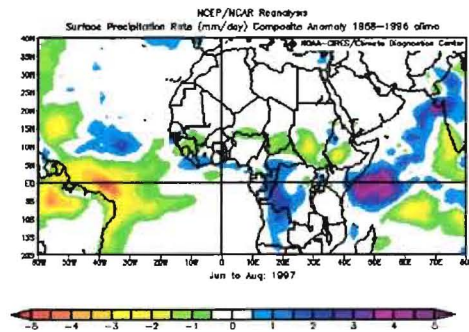 NCEP/NCAR Reanalysis
Surface Precipitation Rate (mm/day) Composite Anomaly 1968–1996 climo
NOAA-CIRES/Climate Diagnostics Center
40N
35N
30N
25N
20N
15N
10N
5N
EQ
5S
10S
15S
20S
60W 50W 40W 30W 20W 10W 0 10E 20E 30E 40E 50E 60E 70E 80E
Jun to Aug: 1997
-5 -4 -3 -2 -1 0 1 2 3 4 5